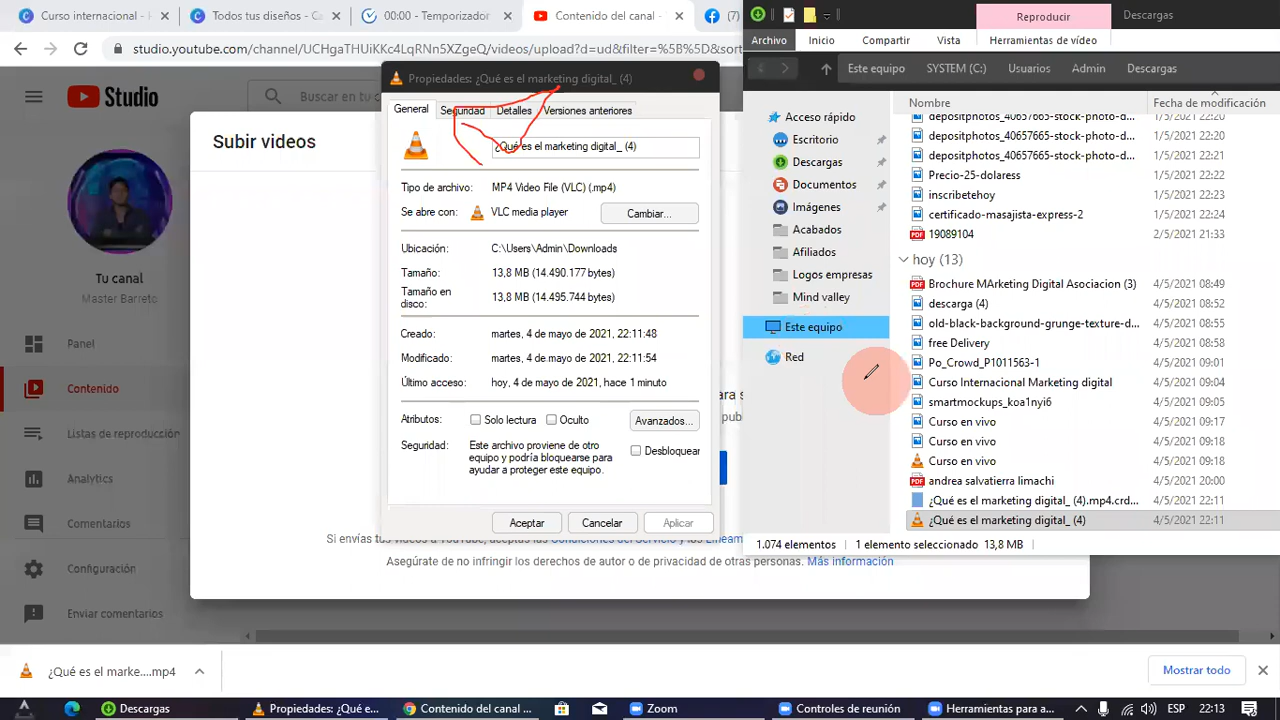 Curso internacional:
Todos tus diseños - C
00:00 - Temporizador
Contenido del canal
(7)
studio.youtube.com/channel/UCHgaTHUiKKc4LqRNn5XZgeQ/videos/upload?d=ud&filter=%5B%5D&sort
Studio
Buscar en tu
Subir videos
Tu canal
Master Barreto
Panel
Contenido
Listas de reproducción
Analytics
Comentarios
Configuración
Enviar comentarios
Si envías tus videos a YouTube, aceptas las Condiciones del Servicio y los Lineam
Asegúrate de no infringir los derechos de autor o de privacidad de otras personas. Más información
Propiedades: ¿Qué es el marketing digital_ (4)
General
Seguridad
Detalles
Versiones anteriores
¿Qué es el marketing digital_ (4)
Tipo de archivo: MP4 Video File (VLC) (.mp4)
Se abre con: VLC media player Cambiar...
Ubicación: C:\Users\Admin\Downloads
Tamaño: 13,8 MB (14.490.177 bytes)
Tamaño en disco: 13,8 MB (14.495.744 bytes)
Creado: martes, 4 de mayo de 2021, 22:11:48
Modificado: martes, 4 de mayo de 2021, 22:11:54
Último acceso: hoy, 4 de mayo de 2021, hace 1 minuto
Atributos: Solo lectura Oculto Avanzados...
Seguridad: Este archivo proviene de otro
equipo y podría bloquearse para
ayudar a proteger este equipo.
Desbloquear
Aceptar Cancelar Aplicar
Reproducir
Descargas
Archivo Inicio Compartir Vista Herramientas de vídeo
Este equipo SYSTEM (C:) Usuarios Admin Descargas
Acceso rápido
Escritorio
Descargas
Documentos
Imágenes
Acabados
Afiliados
Logos empresas
Mind valley
Este equipo
Red
Nombre Fecha de modificación
depositphotos_40657665-stock-photo-d... 1/5/2021 22:20
depositphotos_40657665-stock-photo-d... 1/5/2021 22:20
depositphotos_40657665-stock-photo-d... 1/5/2021 22:21
Precio-25-dolaress 1/5/2021 22:22
inscribetehoy 1/5/2021 22:23
certificado-masajista-express-2 1/5/2021 22:24
19089104 2/5/2021 21:33
hoy (13)
Brochure MArketing Digital Asociacion (3) 4/5/2021 08:49
descarga (4) 4/5/2021 08:52
old-black-background-grunge-texture-d... 4/5/2021 08:55
free Delivery 4/5/2021 08:58
Po_Crowd_P1011563-1 4/5/2021 09:01
Curso Internacional Marketing digital 4/5/2021 09:04
smartmockups_koa1nyi6 4/5/2021 09:05
Curso en vivo 4/5/2021 09:17
Curso en vivo 4/5/2021 09:18
Curso en vivo 4/5/2021 09:18
andrea salvatierra limachi 4/5/2021 20:00
¿Qué es el marketing digital_ (4).mp4.crd... 4/5/2021 22:11
¿Qué es el marketing digital_ (4) 4/5/2021 22:11
1.074 elementos 1 elemento seleccionado 13,8 MB
¿Qué es el marke....mp4
Mostrar todo
Descargas
Propiedades: ¿Qué e...
Contenido del canal ...
Zoom
Controles de reunión
Herramientas para a...
ESP
22:13